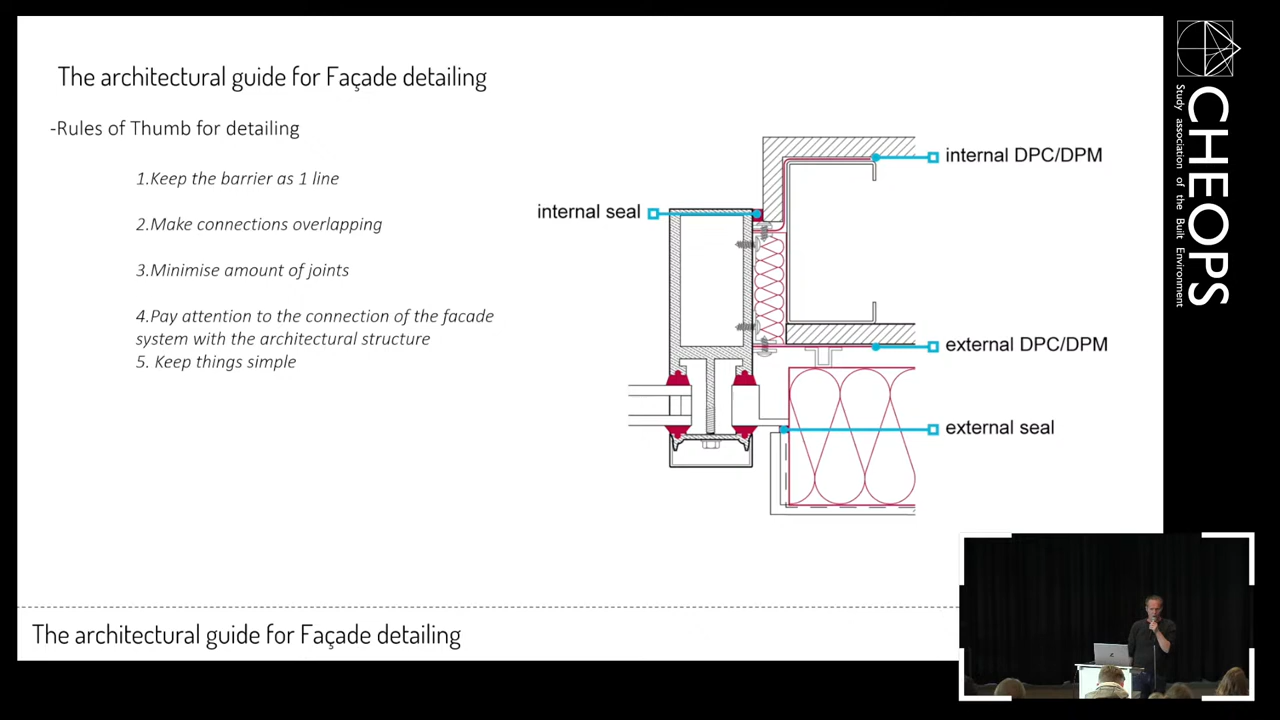 The architectural guide for Façade detailing
-Rules of Thumb for detailing
1.Keep the barrier as 1 line
2.Make connections overlapping
3.Minimise amount of joints
4.Pay attention to the connection of the facade
system with the architectural structure
5. Keep things simple
internal DPC/DPM
internal seal
external DPC/DPM
external seal
The architectural guide for Façade detailing
CHEOPS
Study association of the Built Environment